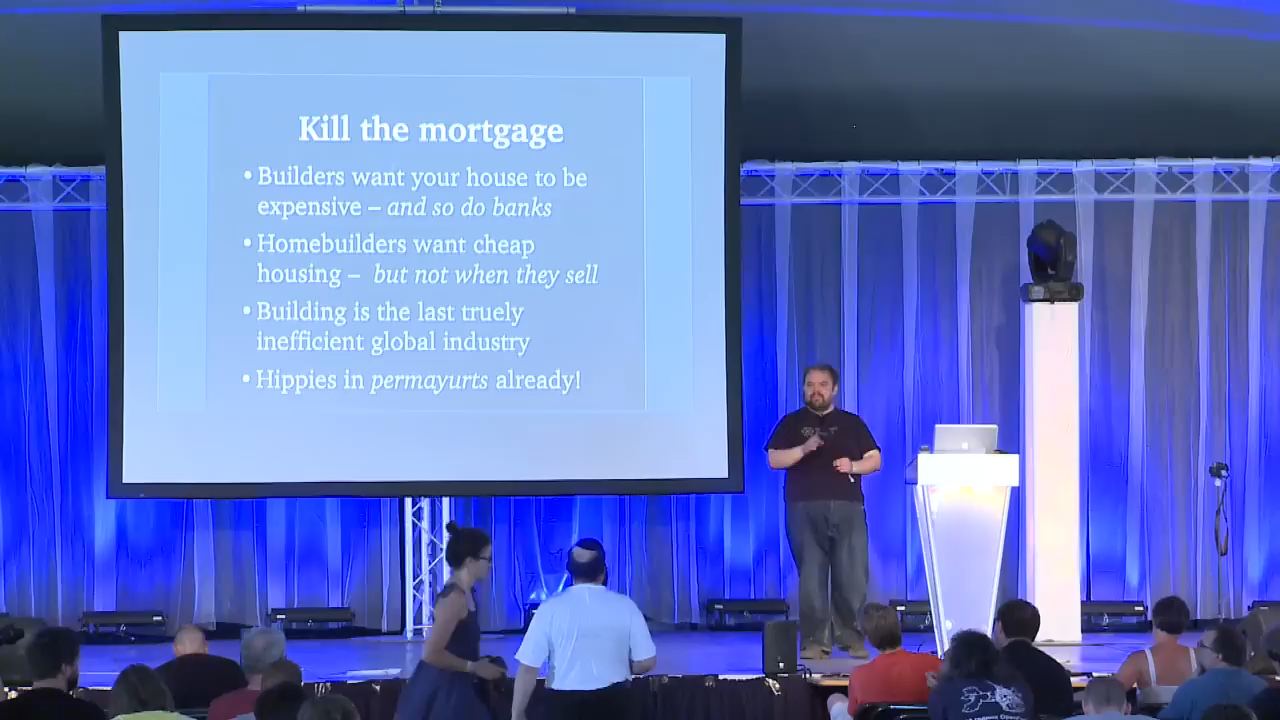 Kill the mortgage
• Builders want your house to be
expensive – and so do banks
• Homebuilders want cheap
housing – but not when they sell
• Building is the last truely
inefficient global industry
• Hippies in permayurts already!